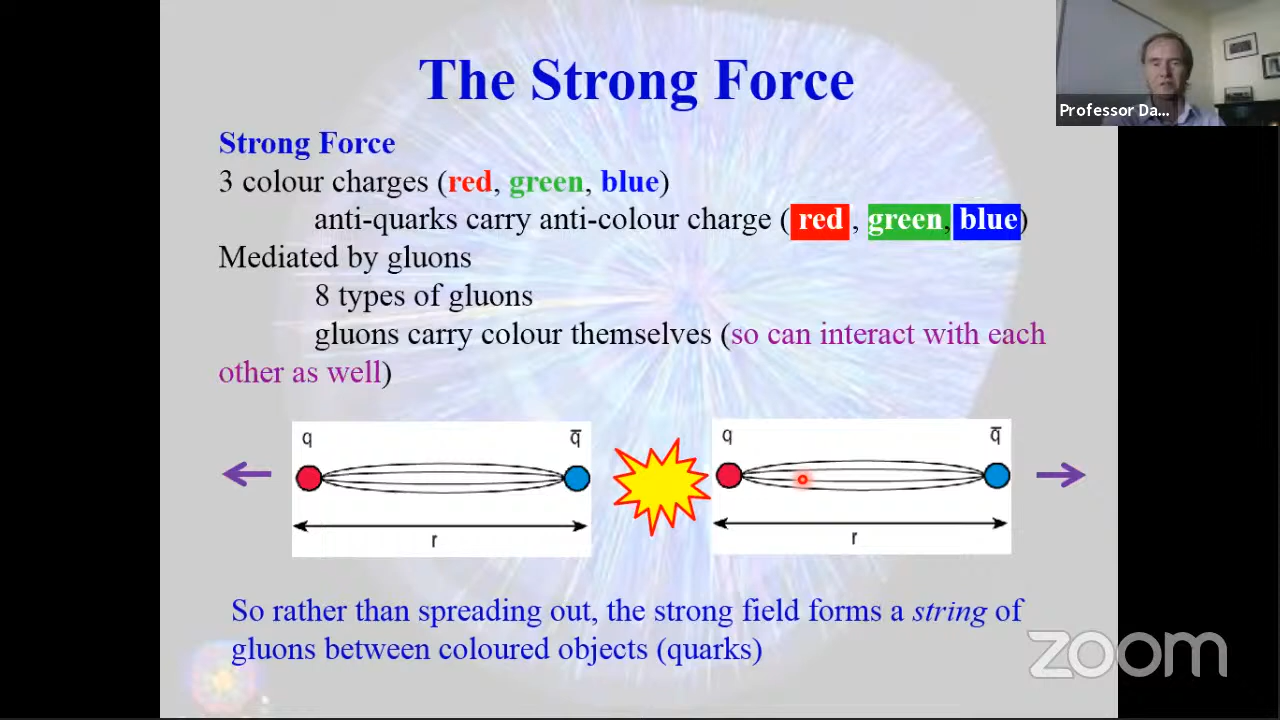 The Strong Force
Professor Da...
Strong Force
3 colour charges (red, green, blue)
anti-quarks carry anti-colour charge ( red , green, blue)
Mediated by gluons
8 types of gluons
gluons carry colour themselves (so can interact with each
other as well)
q q̅
r
q q̅
r
So rather than spreading out, the strong field forms a string of
gluons between coloured objects (quarks)
zoom